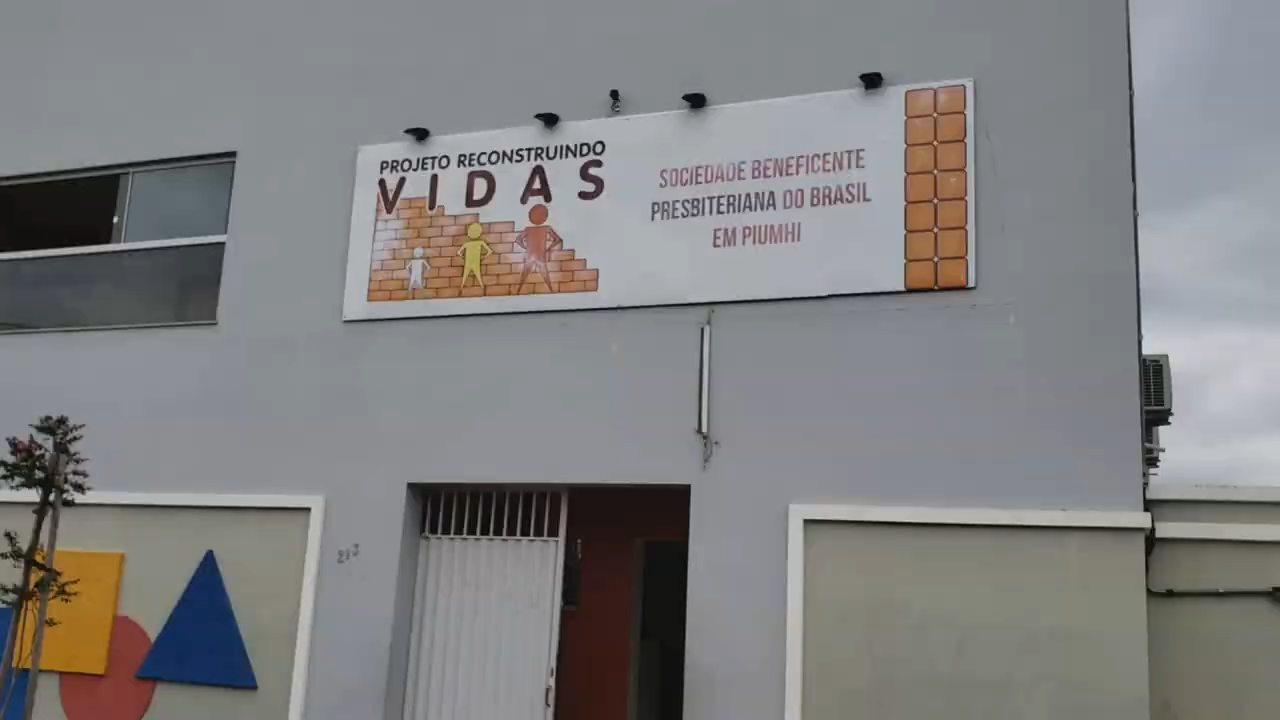 PROJETO RECONSTRUINDO
VIDAS
SOCIEDADE BENEFICENTE
PRESBITERIANA DO BRASIL
EM PIUMHI